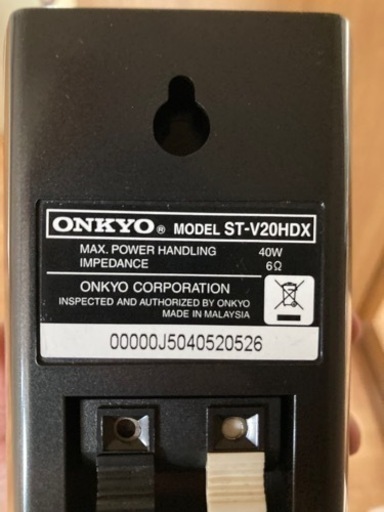 ONKYO® MODEL ST-V20HDX
MAX. POWER HANDLING 40W
IMPEDANCE 6Ω
ONKYO CORPORATION
INSPECTED AND AUTHORIZED BY ONKYO
MADE IN MALAYSIA
00000J5040520526